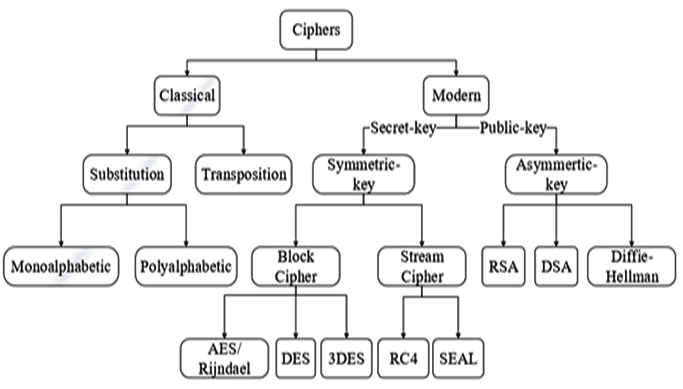 Ciphers
Classical
Modern
Secret-key
Public-key
Substitution
Transposition
Symmetric-
key
Asymmertic-
key
Monoalphabetic
Polyalphabetic
Block
Cipher
Stream
Cipher
RSA
DSA
Diffie-
Hellman
AES/
Rijndael
DES
3DES
RC4
SEAL